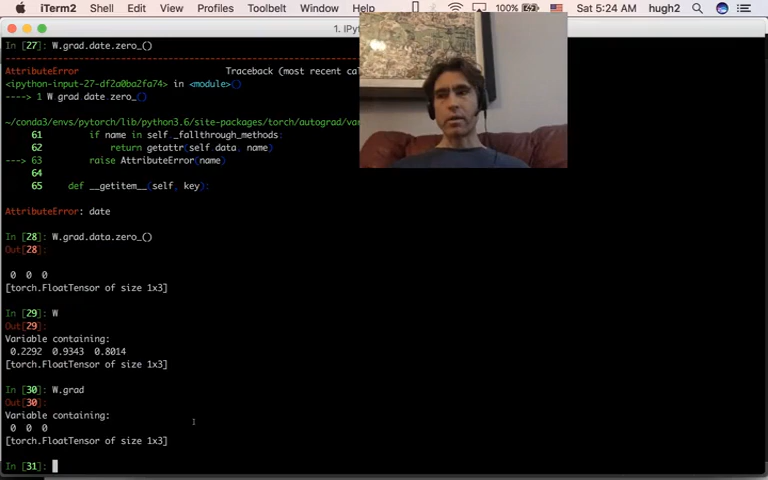 iTerm2 Shell Edit View Profiles Toolbelt Window Help 100% Sat 5:24 AM hugh2
1. IPy
In [27]: W.grad.date.zero_()
AttributeError Traceback (most recent cal
<ipython-input-27-df2a0ba2fa74> in <module>()
----> 1 W.grad.date.zero_()
~/conda3/envs/pytorch/lib/python3.6/site-packages/torch/autograd/var
61 if name in self._fallthrough_methods:
62 return getattr(self.data, name)
---> 63 raise AttributeError(name)
64
65 def __getitem__(self, key):
AttributeError: date
In [28]: W.grad.data.zero_()
Out[28]:
0 0 0
[torch.FloatTensor of size 1x3]
In [29]: W
Out[29]:
Variable containing:
0.2292 0.9343 0.8014
[torch.FloatTensor of size 1x3]
In [30]: W.grad
Out[30]:
Variable containing:
0 0 0
[torch.FloatTensor of size 1x3]
In [31]: